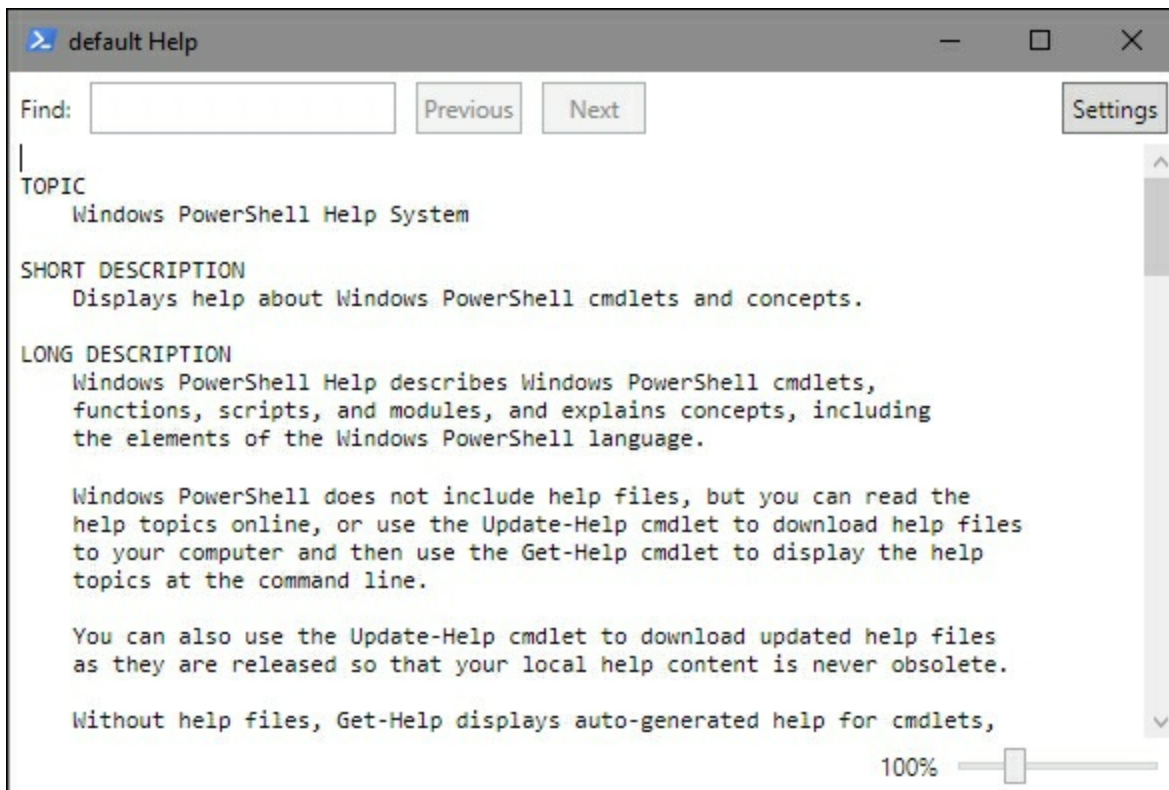 default Help
Find:
Previous
Next
Settings
TOPIC
Windows PowerShell Help System
SHORT DESCRIPTION
Displays help about Windows PowerShell cmdlets and concepts.
LONG DESCRIPTION
Windows PowerShell Help describes Windows PowerShell cmdlets,
functions, scripts, and modules, and explains concepts, including
the elements of the Windows PowerShell language.
Windows PowerShell does not include help files, but you can read the
help topics online, or use the Update-Help cmdlet to download help files
to your computer and then use the Get-Help cmdlet to display the help
topics at the command line.
You can also use the Update-Help cmdlet to download updated help files
as they are released so that your local help content is never obsolete.
Without help files, Get-Help displays auto-generated help for cmdlets,
100%